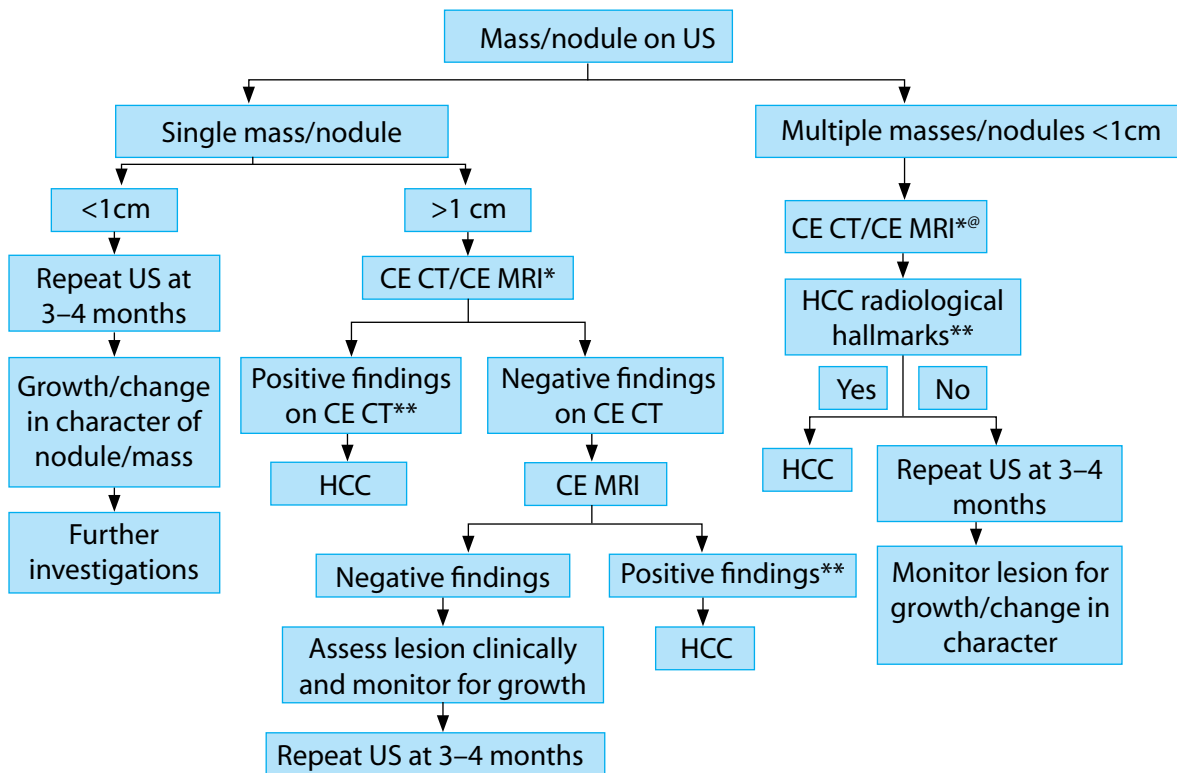 Mass/nodule on US
Single mass/nodule
Multiple masses/nodules <1cm
<1cm
>1 cm
Repeat US at
3–4 months
Growth/change
in character of
nodule/mass
Further
investigations
CE CT/CE MRI*
Positive findings
on CE CT**
HCC
Negative findings
on CE CT
CE MRI
Negative findings
Assess lesion clinically
and monitor for growth
Repeat US at 3–4 months
Positive findings**
HCC
CE CT/CE MRI*@
HCC radiological
hallmarks**
Yes
No
HCC
Repeat US at 3–4
months
Monitor lesion for
growth/change in
character